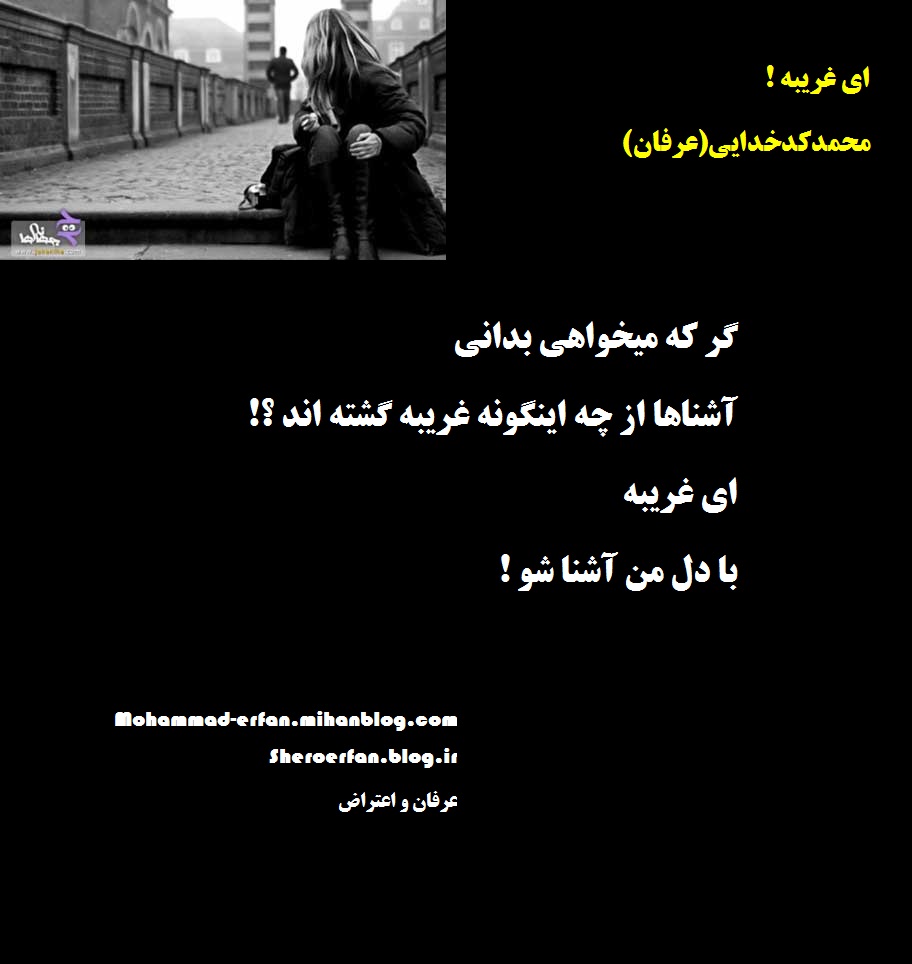 ای غریبه !
محمدکدخدایی(عرفان)
گر که میخواهی بدانی
آشناها از چه اینگونه غریبه گشته اند ؟!
ای غریبه
با دل من آشنا شو !
Mohammad-erfan.mihanblog.com
Sheroerfan.blog.ir
عرفان و اعتراض